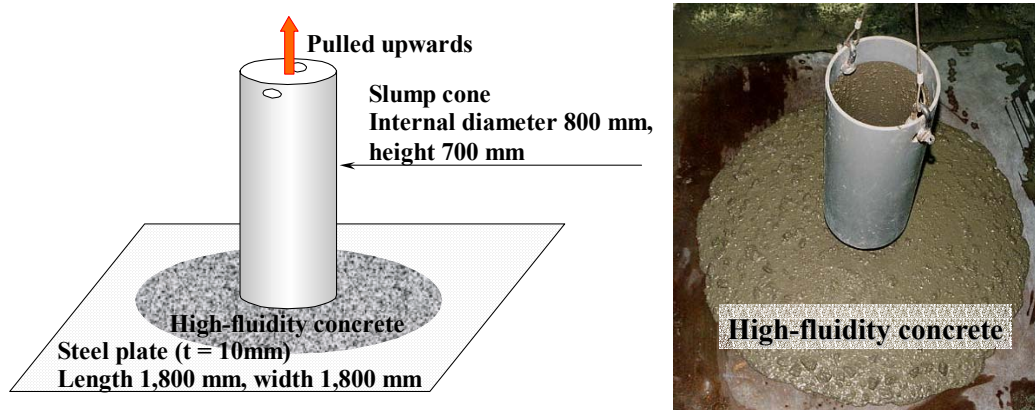 Pulled upwards
Slump cone
Internal diameter 800 mm,
height 700 mm
High-fluidity concrete
Steel plate (t = 10mm)
Length 1,800 mm, width 1,800 mm
High-fluidity concrete